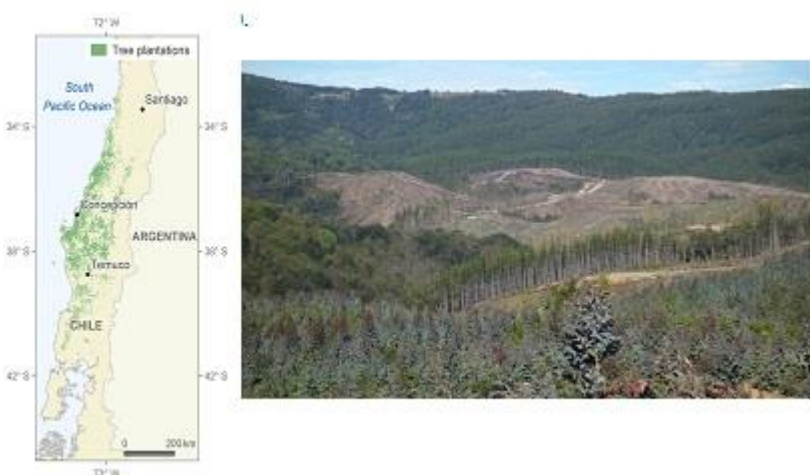 72° W
Tree plantations
South
Pacific Ocean
Santiago
34° S
34° S
Concepción
ARGENTINA
38° S
38° S
Temuco
CHILE
42° S
42° S
0
200 km
72° W